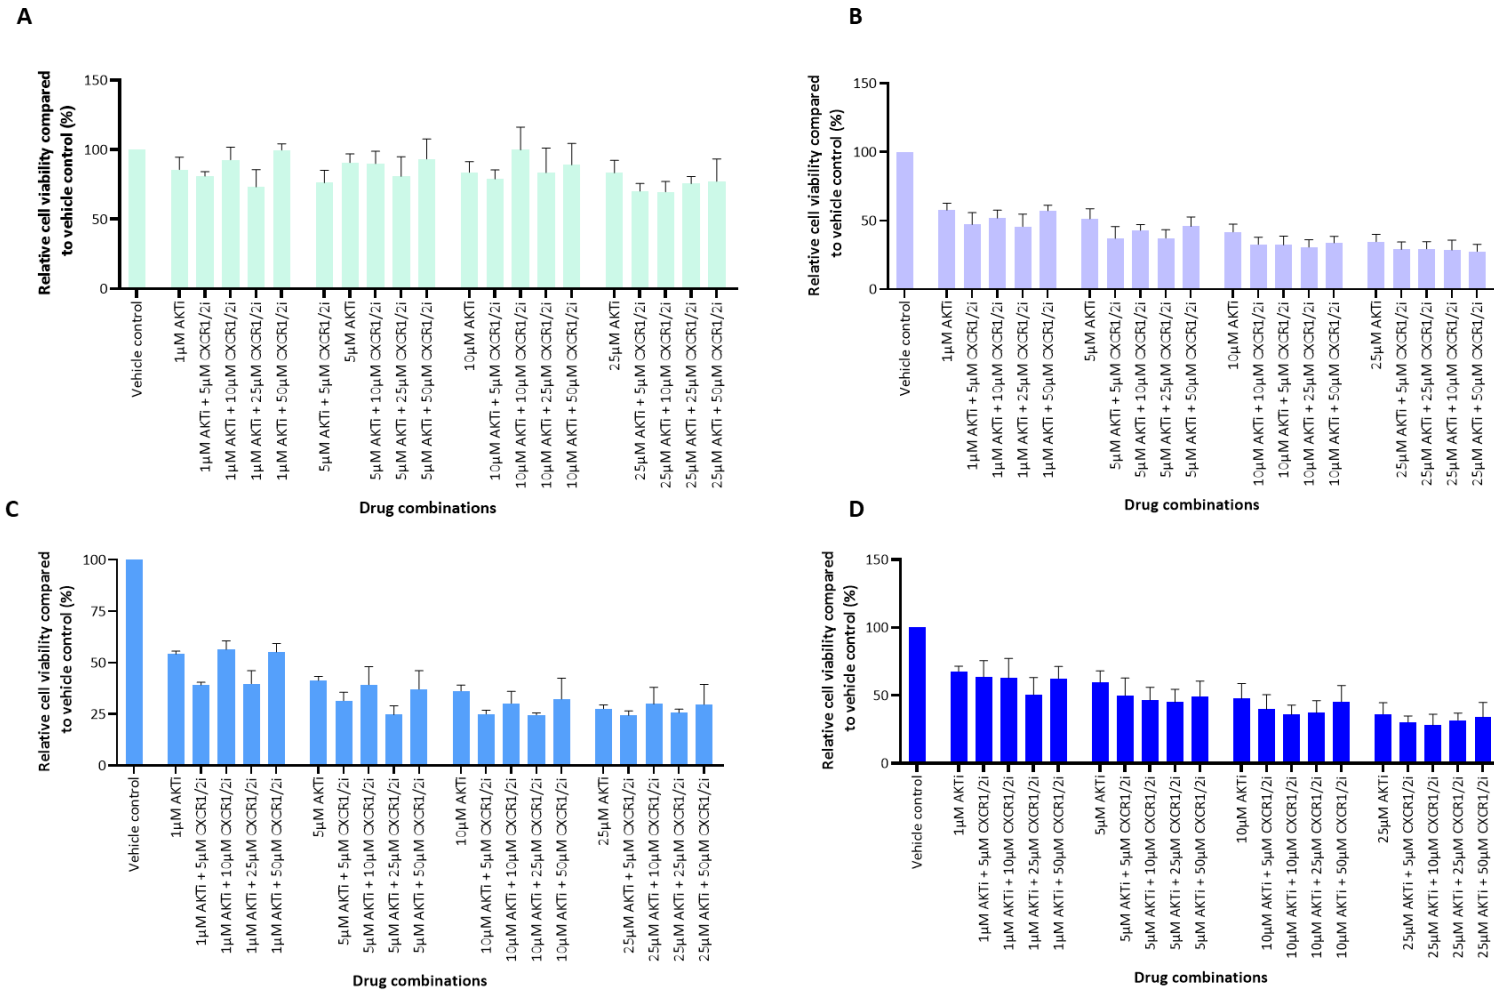 A
Relative cell viability compared
to vehicle control (%)
150
100
50
0
Vehicle control
1µM AKTi
1µM AKTi + 5µM CXCR1/2i
1µM AKTi + 10µM CXCR1/2i
1µM AKTi + 25µM CXCR1/2i
1µM AKTi + 50µM CXCR1/2i
5µM AKTi + 5µM CXCR1/2i
5µM AKTi
5µM AKTi + 10µM CXCR1/2i
5µM AKTi + 25µM CXCR1/2i
5µM AKTi + 50µM CXCR1/2i
10µM AKTi
10µM AKTi + 5µM CXCR1/2i
10µM AKTi + 10µM CXCR1/2i
10µM AKTi + 25µM CXCR1/2i
10µM AKTi + 50µM CXCR1/2i
25µM AKTi
25µM AKTi + 5µM CXCR1/2i
25µM AKTi + 10µM CXCR1/2i
25µM AKTi + 25µM CXCR1/2i
25µM AKTi + 50µM CXCR1/2i
Drug combinations
B
Relative cell viability compared
to vehicle control (%)
150
100
50
0
Vehicle control
1µM AKTi
1µM AKTi + 5µM CXCR1/2i
1µM AKTi + 10µM CXCR1/2i
1µM AKTi + 25µM CXCR1/2i
1µM AKTi + 50µM CXCR1/2i
5µM AKTi
5µM AKTi + 5µM CXCR1/2i
5µM AKTi + 10µM CXCR1/2i
5µM AKTi + 25µM CXCR1/2i
5µM AKTi + 50µM CXCR1/2i
10µM AKTi
10µM AKTi + 10µM CXCR1/2i
10µM AKTi + 5µM CXCR1/2i
10µM AKTi + 25µM CXCR1/2i
10µM AKTi + 50µM CXCR1/2i
25µM AKTi
25µM AKTi + 5µM CXCR1/2i
25µM AKTi + 25µM CXCR1/2i
25µM AKTi + 10µM CXCR1/2i
25µM AKTi + 50µM CXCR1/2i
Drug combinations
C
Relative cell viability compared
to vehicle control (%)
100
75
50
25
0
Vehicle control
1µM AKTi
1µM AKTi + 5µM CXCR1/2i
1µM AKTi + 10µM CXCR1/2i
1µM AKTi + 25µM CXCR1/2i
1µM AKTi + 50µM CXCR1/2i
5µM AKTi
5µM AKTi + 5µM CXCR1/2i
5µM AKTi + 10µM CXCR1/2i
5µM AKTi + 25µM CXCR1/2i
5µM AKTi + 50µM CXCR1/2i
10µM AKTi
10µM AKTi + 5µM CXCR1/2i
10µM AKTi + 10µM CXCR1/2i
10µM AKTi + 25µM CXCR1/2i
10µM AKTi + 50µM CXCR1/2i
25µM AKTi
25µM AKTi + 5µM CXCR1/2i
25µM AKTi + 10µM CXCR1/2i
25µM AKTi + 25µM CXCR1/2i
25µM AKTi + 50µM CXCR1/2i
Drug combinations
D
Relative cell viability compared
to vehicle control (%)
150
100
50
0
Vehicle control
1µM AKTi
1µM AKTi + 5µM CXCR1/2i
1µM AKTi + 10µM CXCR1/2i
1µM AKTi + 25µM CXCR1/2i
1µM AKTi + 50µM CXCR1/2i
5µM AKTi
5µM AKTi + 5µM CXCR1/2i
5µM AKTi + 10µM CXCR1/2i
5µM AKTi + 25µM CXCR1/2i
5µM AKTi + 50µM CXCR1/2i
10µM AKTi
10µM AKTi + 5µM CXCR1/2i
10µM AKTi + 10µM CXCR1/2i
10µM AKTi + 25µM CXCR1/2i
10µM AKTi + 50µM CXCR1/2i
25µM AKTi
25µM AKTi + 5µM CXCR1/2i
25µM AKTi + 10µM CXCR1/2i
25µM AKTi + 25µM CXCR1/2i
25µM AKTi + 50µM CXCR1/2i
Drug combinations